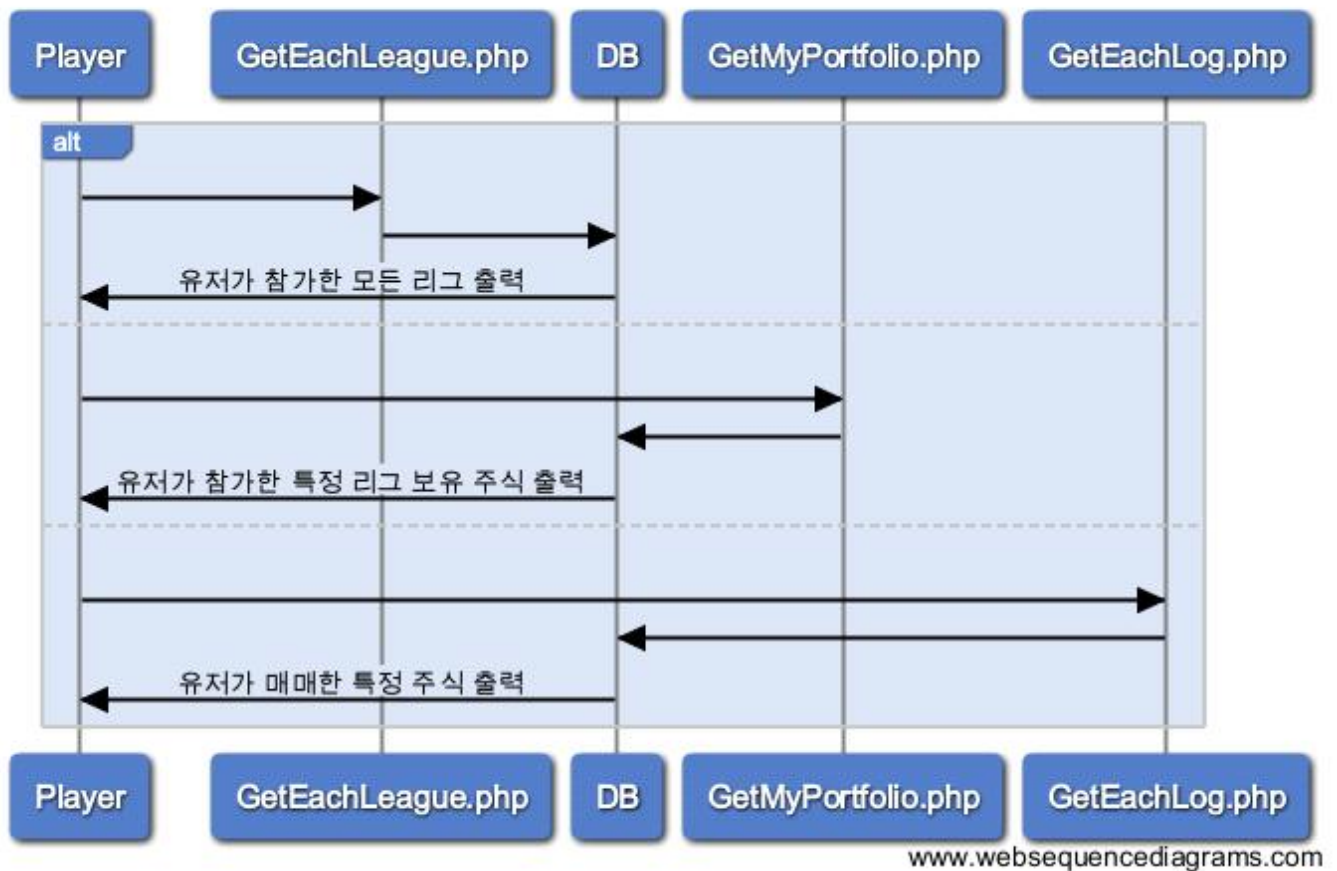 Player GetEachLeague.php DB GetMyPortfolio.php GetEachLog.php
alt
유저가 참가한 모든 리그 출력
유저가 참가한 특정 리그 보유 주식 출력
유저가 매매한 특정 주식 출력
Player GetEachLeague.php DB GetMyPortfolio.php GetEachLog.php
www.websequencediagrams.com